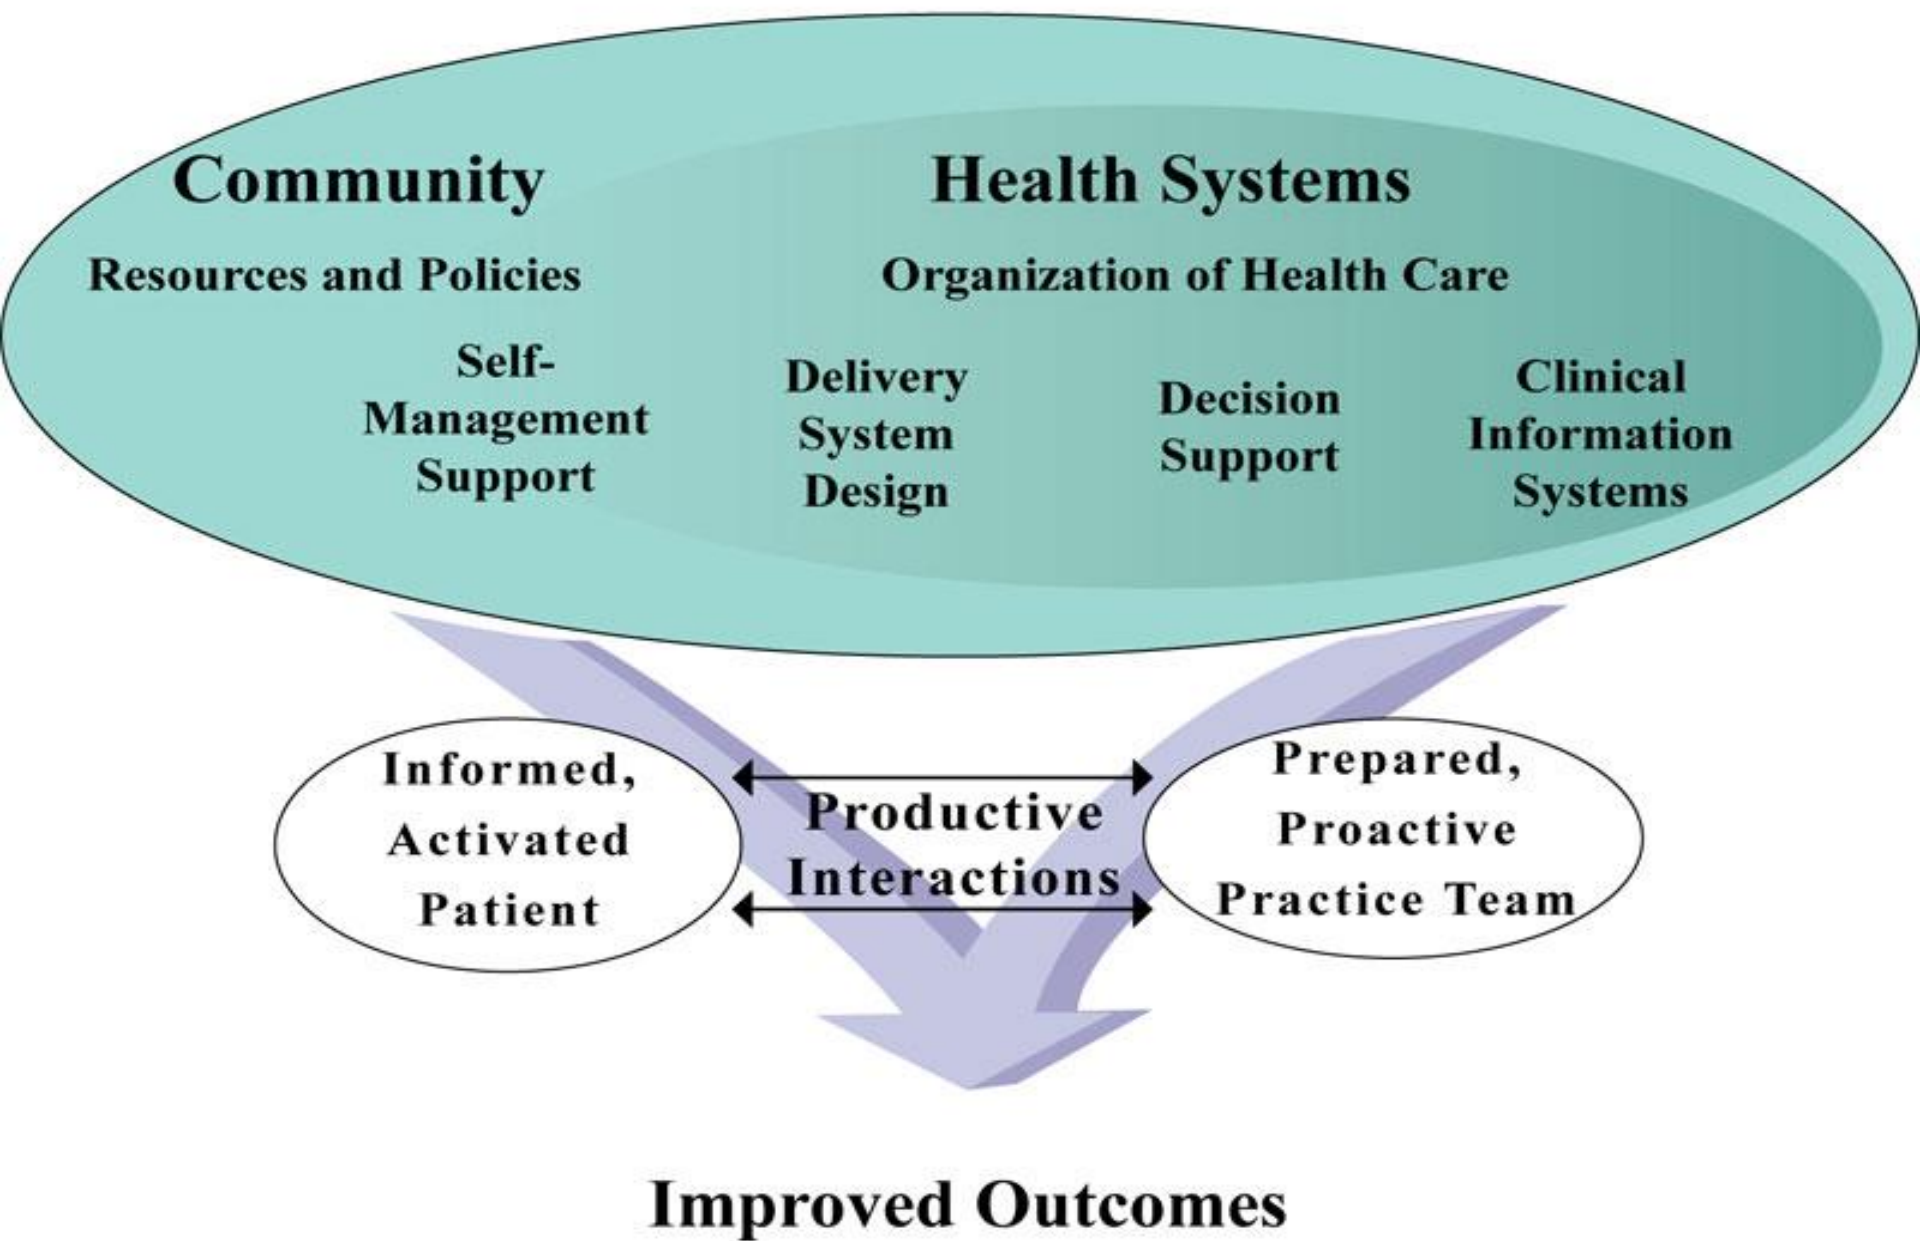 Community
Health Systems
Resources and Policies
Organization of Health Care
Self-
Management
Support
Delivery
System
Design
Decision
Support
Clinical
Information
Systems
Informed,
Activated
Patient
Productive
Interactions
Prepared,
Proactive
Practice Team
Improved Outcomes